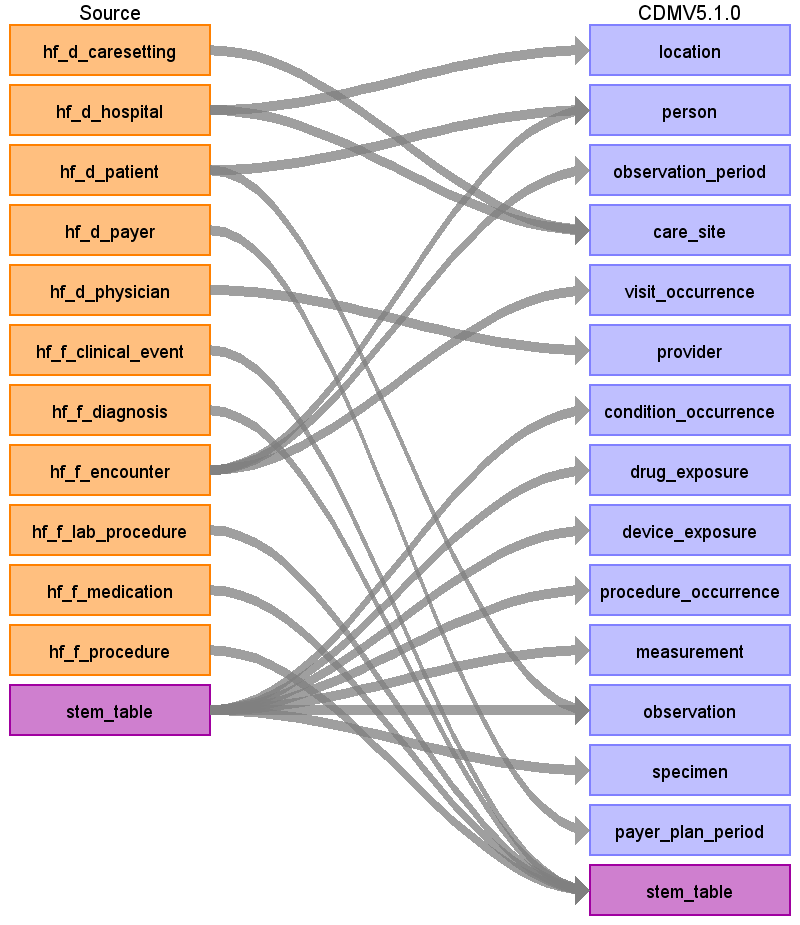 Source
CDMV5.1.0
hf_d_caresetting
location
hf_d_hospital
person
hf_d_patient
observation_period
hf_d_payer
care_site
hf_d_physician
visit_occurrence
hf_f_clinical_event
provider
hf_f_diagnosis
condition_occurrence
hf_f_encounter
drug_exposure
hf_f_lab_procedure
device_exposure
hf_f_medication
procedure_occurrence
hf_f_procedure
measurement
stem_table
observation
specimen
payer_plan_period
stem_table